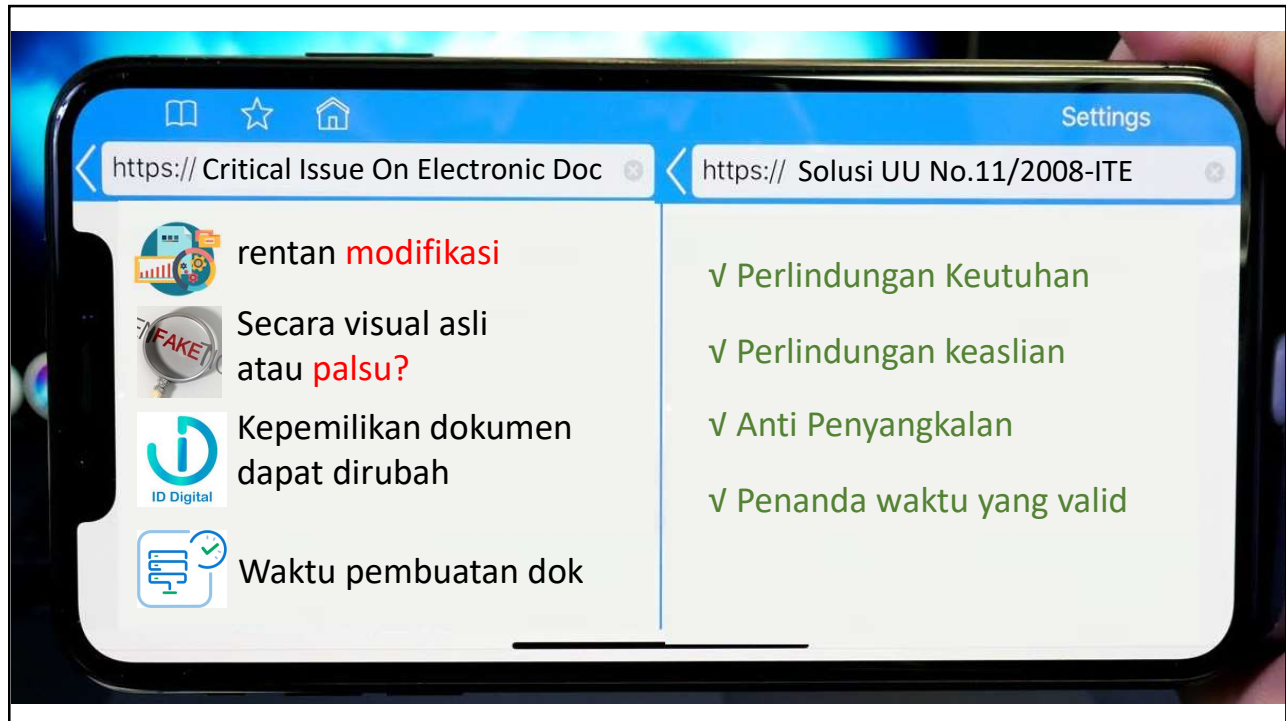 Settings
https:// Critical Issue On Electronic Doc
rentan modifikasi
FAKE
Secara visual asli
atau palsu?
ID Digital
Kepemilikan dokumen
dapat dirubah
Waktu pembuatan dok
https:// Solusi UU No.11/2008-ITE
√ Perlindungan Keutuhan
√ Perlindungan keaslian
√ Anti Penyangkalan
√ Penanda waktu yang valid